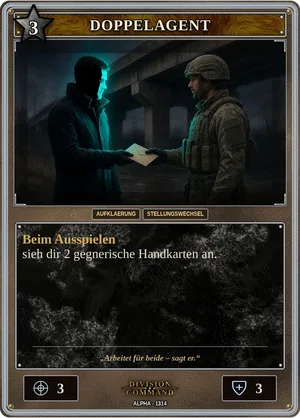 3
DOPPELAGENT
AUFKLAERUNG STELLUNGSWECHSEL
Beim Ausspielen
sieh dir 2 gegnerische Handkarten an.
„Arbeitet für beide – sagt er.“
3
DIVISION
COMMAND
ALPHA - 1314
3